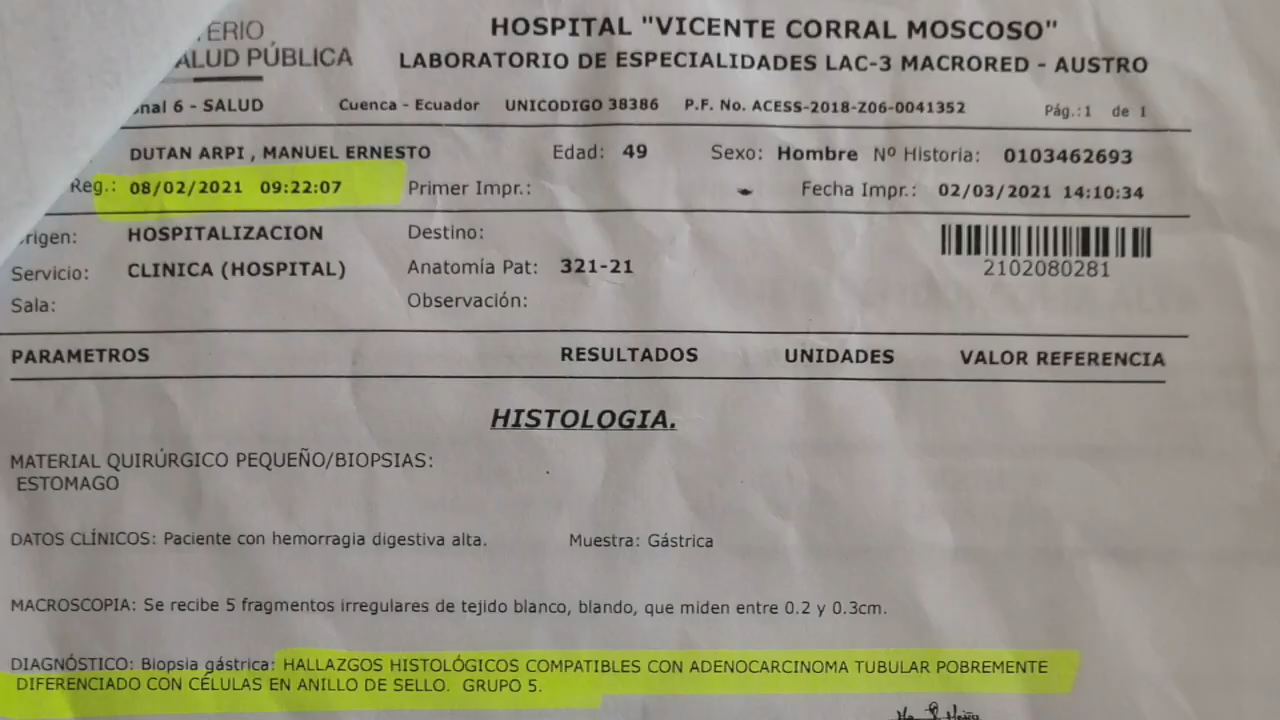 HOSPITAL "VICENTE CORRAL MOSCOSO"
SALUD PÚBLICA
LABORATORIO DE ESPECIALIDADES LAC-3 MACRORED - AUSTRO
6 - SALUD Cuenca - Ecuador UNICODIGO 38386 P.F. No. ACESS-2018-Z06-0041352 Pág.:1 de 1
DUTAN ARPI , MANUEL ERNESTO Edad: 49 Sexo: Hombre Nº Historia: 0103462693
Reg.: 08/02/2021 09:22:07 Primer Impr.: Fecha Impr.: 02/03/2021 14:10:34
rigen: HOSPITALIZACION Destino:
Servicio: CLINICA (HOSPITAL) Anatomía Pat: 321-21
2102080281
Sala: Observación:
PARAMETROS RESULTADOS UNIDADES VALOR REFERENCIA
HISTOLOGIA.
MATERIAL QUIRÚRGICO PEQUEÑO/BIOPSIAS:
ESTOMAGO
DATOS CLÍNICOS: Paciente con hemorragia digestiva alta. Muestra: Gástrica
MACROSCOPIA: Se recibe 5 fragmentos irregulares de tejido blanco, blando, que miden entre 0.2 y 0.3cm.
DIAGNÓSTICO: Biopsia gástrica: HALLAZGOS HISTOLÓGICOS COMPATIBLES CON ADENOCARCINOMA TUBULAR POBREMENTE
DIFERENCIADO CON CÉLULAS EN ANILLO DE SELLO. GRUPO 5.